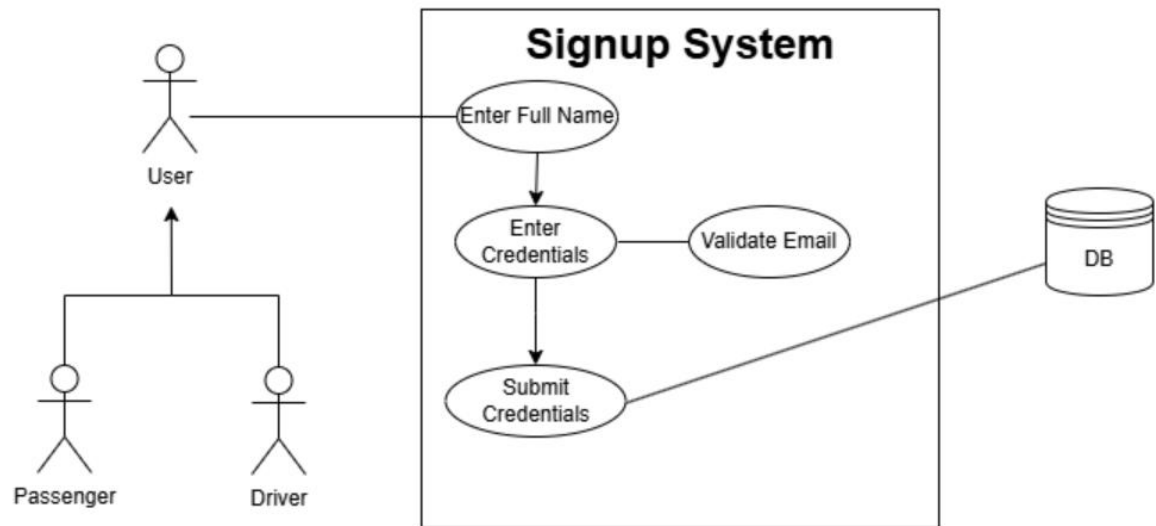 Signup System
Enter Full Name
User
Enter
Credentials
Validate Email
DB
Submit
Credentials
Passenger
Driver